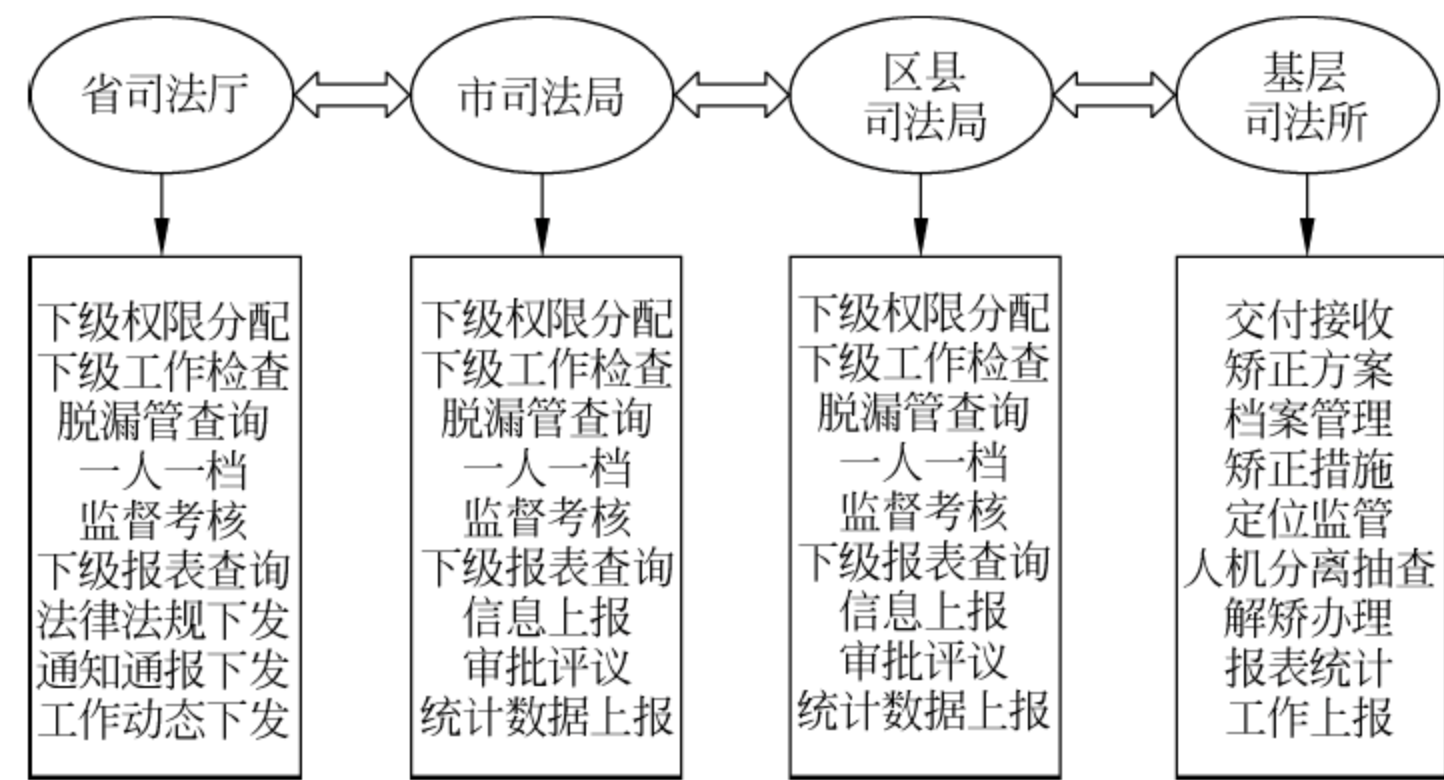 省司法厅
市司法局
区县
司法局
基层
司法所
下级权限分配
下级工作检查
脱漏管查询
一人一档
监督考核
下级报表查询
法律法规下发
通知通报下发
工作动态下发
下级权限分配
下级工作检查
脱漏管查询
一人一档
监督考核
下级报表查询
信息上报
审批评议
统计数据上报
下级权限分配
下级工作检查
脱漏管查询
一人一档
监督考核
下级报表查询
信息上报
审批评议
统计数据上报
交付接收
矫正方案
档案管理
矫正措施
定位监管
人机分离抽查
解矫办理
报表统计
工作上报